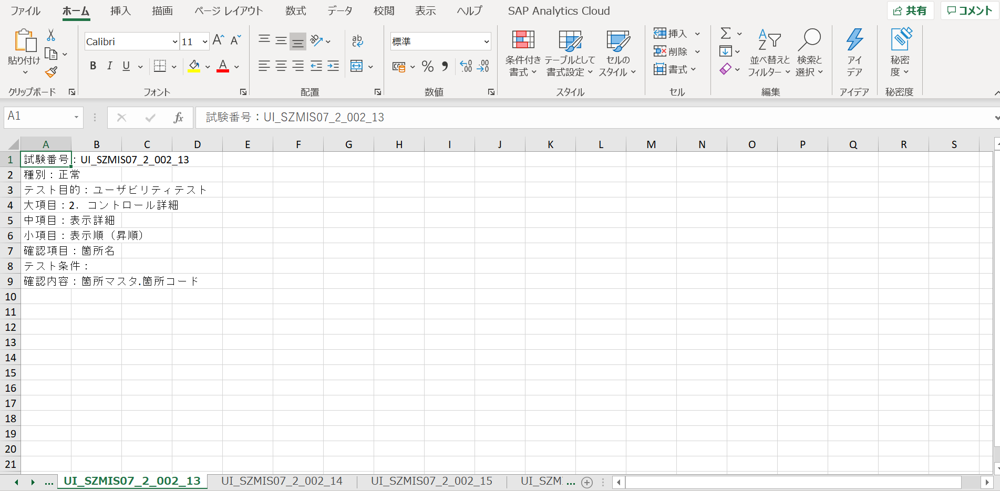 ファイル ホーム 挿入 描画 ページ レイアウト 数式 データ 校閲 表示 ヘルプ SAP Analytics Cloud 共有 コメント
貼り付け
クリップボード
Calibri 11
B I U
フォント
ab
配置
標準
% .00
数値
条件付き書式
テーブルとして書式設定
セルのスタイル
スタイル
挿入
削除
書式
セル
並べ替えとフィルター
検索と選択
編集
アイデア
アイデア
秘密度
秘密度
A1 fx 試験番号：UI_SZMIS07_2_002_13
A B C D E F G H I J K L M N O P Q R S
1 試験番号：UI_SZMIS07_2_002_13
2 種別：正常
3 テスト目的：ユーザビリティテスト
4 大項目：2．コントロール詳細
5 中項目：表示詳細
6 小項目：表示順（昇順）
7 確認項目：箇所名
8 テスト条件：
9 確認内容：箇所マスタ.箇所コード
10
11
12
13
14
15
16
17
18
19
20
21
... UI_SZMIS07_2_002_13 UI_SZMIS07_2_002_14 UI_SZMIS07_2_002_15 UI_SZM ...